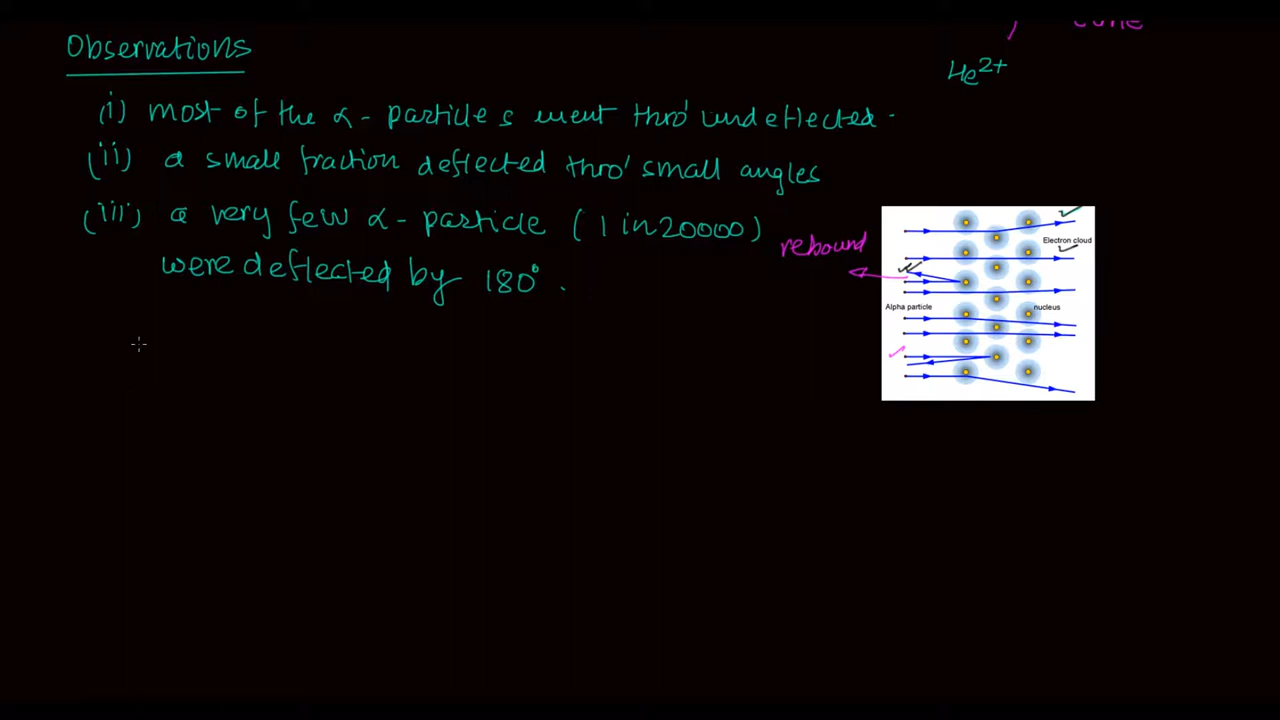 Observations
He2+
(i) most of the α - particles went thro' undeflected.
(ii) a small fraction deflected thro' small angles
(iii) a very few α - particle (1 in 20000)
were deflected by 180°.
rebound
Electron cloud
Alpha particle
nucleus